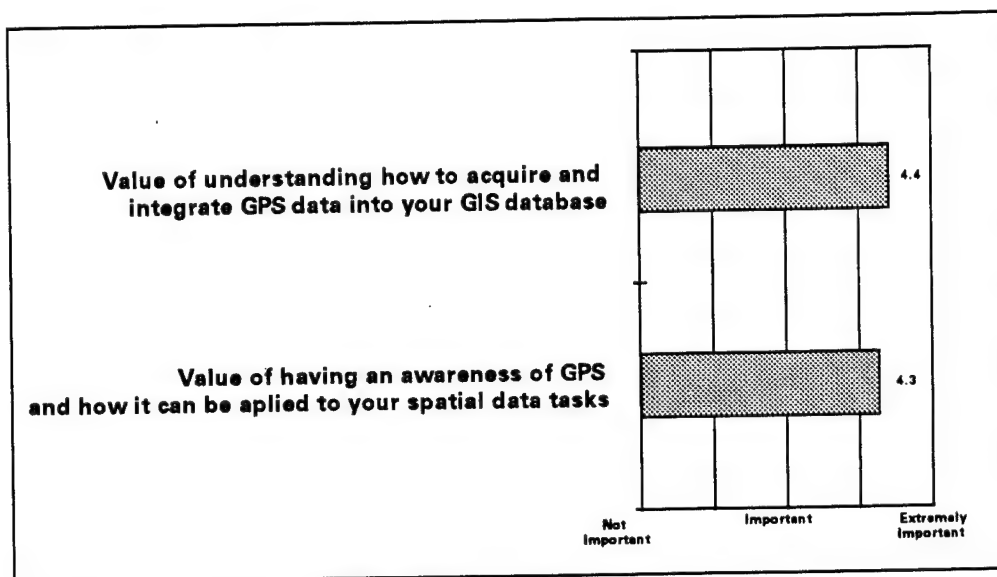 Value of understanding how to acquire and
integrate GPS data into your GIS database
4.4
Value of having an awareness of GPS
and how it can be aplied to your spatial data tasks
4.3
Not
Important
Important
Extremely
Important